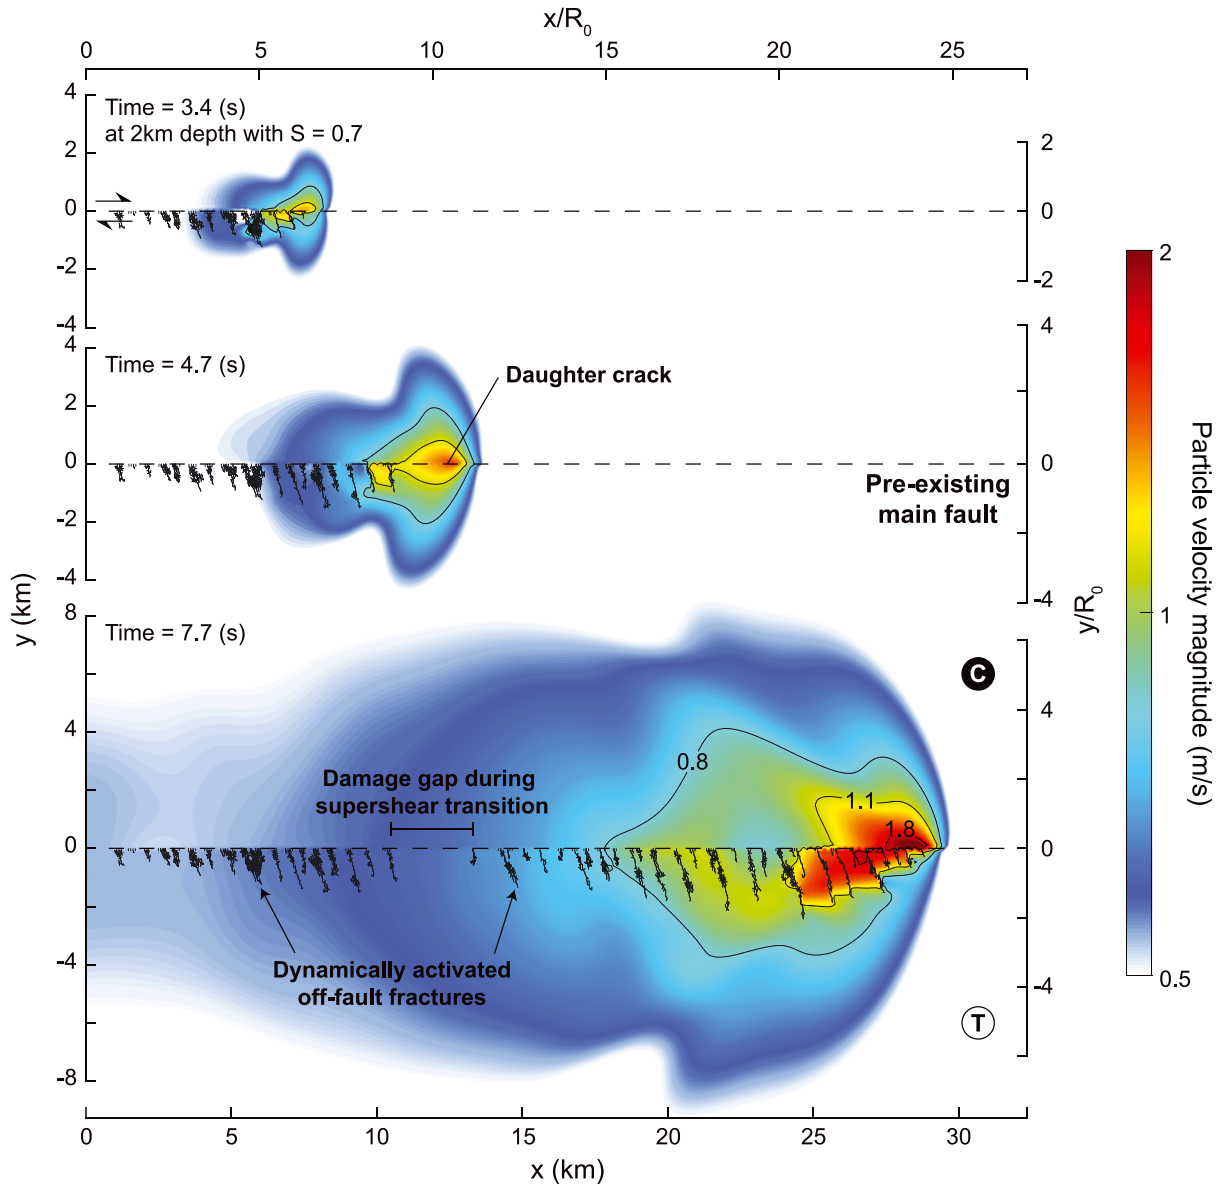 x/R0
0 5 10 15 20 25
4
2
0
-2
-4
Time = 3.4 (s)
at 2km depth with S = 0.7
2
0
-2
4
2
0
-2
-4
Time = 4.7 (s)
Daughter crack
Pre-existing
main fault
4
2
0
-2
-4
y (km)
y/R0
8
4
0
-4
-8
Time = 7.7 (s)
C
0.8
1.1
1.8
Damage gap during
supershear transition
Dynamically activated
off-fault fractures
T
4
0
-4
0 5 10 15 20 25 30
x (km)
2
1
0.5
Particle velocity magnitude (m/s)